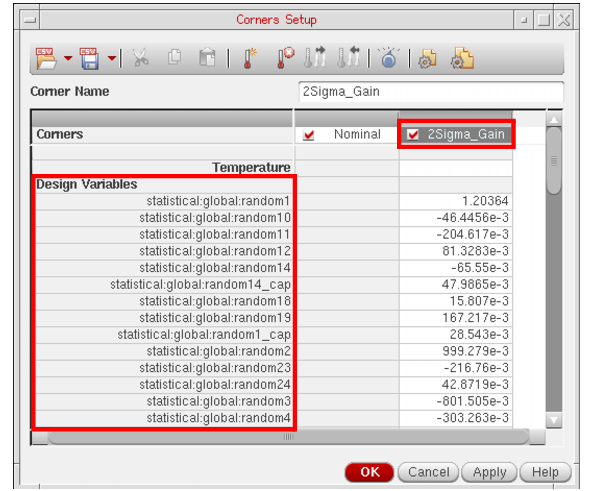 Corners Setup
Corner Name 2Sigma_Gain
Corners Nominal 2Sigma_Gain
Temperature
Design Variables
statistical:global:random1 1.20364
statistical:global:random10 -46.4456e-3
statistical:global:random11 -204.617e-3
statistical:global:random12 81.3283e-3
statistical:global:random14 -65.55e-3
statistical:global:random14_cap 47.9865e-3
statistical:global:random18 15.807e-3
statistical:global:random19 167.217e-3
statistical:global:random1_cap 28.543e-3
statistical:global:random2 999.279e-3
statistical:global:random23 -216.76e-3
statistical:global:random24 42.8719e-3
statistical:global:random3 -801.505e-3
statistical:global:random4 -303.263e-3
OK Cancel Apply Help